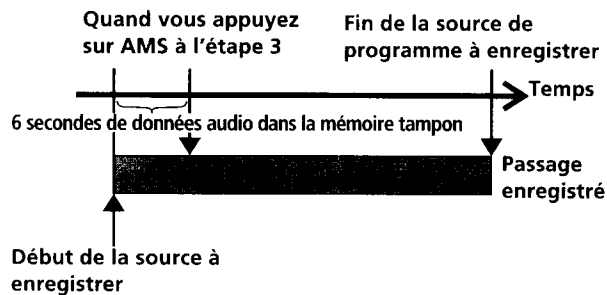 Quand vous appuyez
sur AMS à l'étape 3
Fin de la source de
programme à enregistrer
Temps
6 secondes de données audio dans la mémoire tampon
Passage
enregistré
Début de la source à
enregistrer